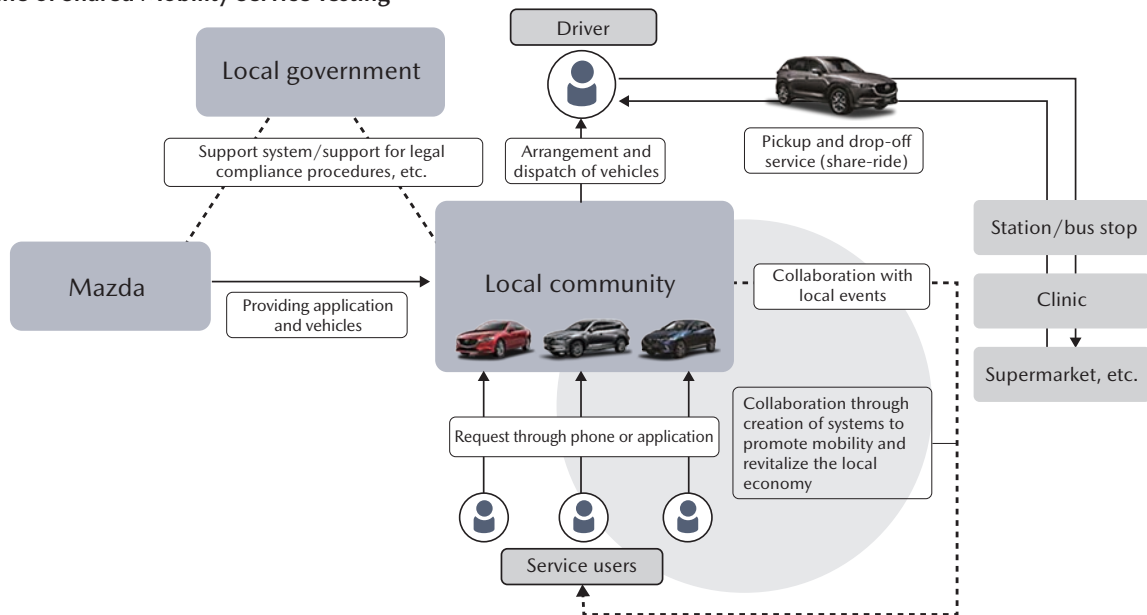 Driver
Local government
Support system/support for legal
compliance procedures, etc.
Arrangement and
dispatch of vehicles
Pickup and drop-off
service (share-ride)
Station/bus stop
Mazda
Local community
Collaboration with
local events
Providing application
and vehicles
Clinic
Supermarket, etc.
Collaboration through
creation of systems to
promote mobility and
revitalize the local
economy
Request through phone or application
Service users